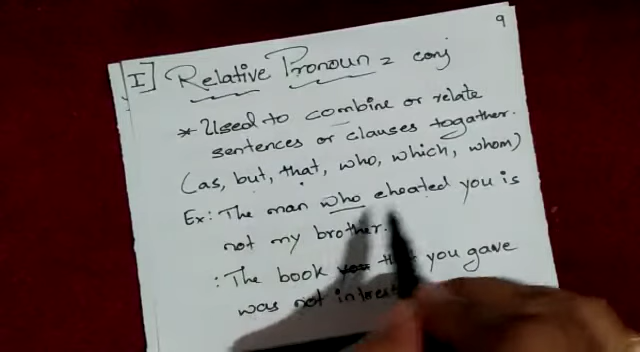 9
I] Relative Pronoun = conj
* Used to combine or relate
sentences or clauses togather.
(as, but, that, who, which, whom)
Ex: The man who cheated you is
not my brother.
: The book you gave
was not